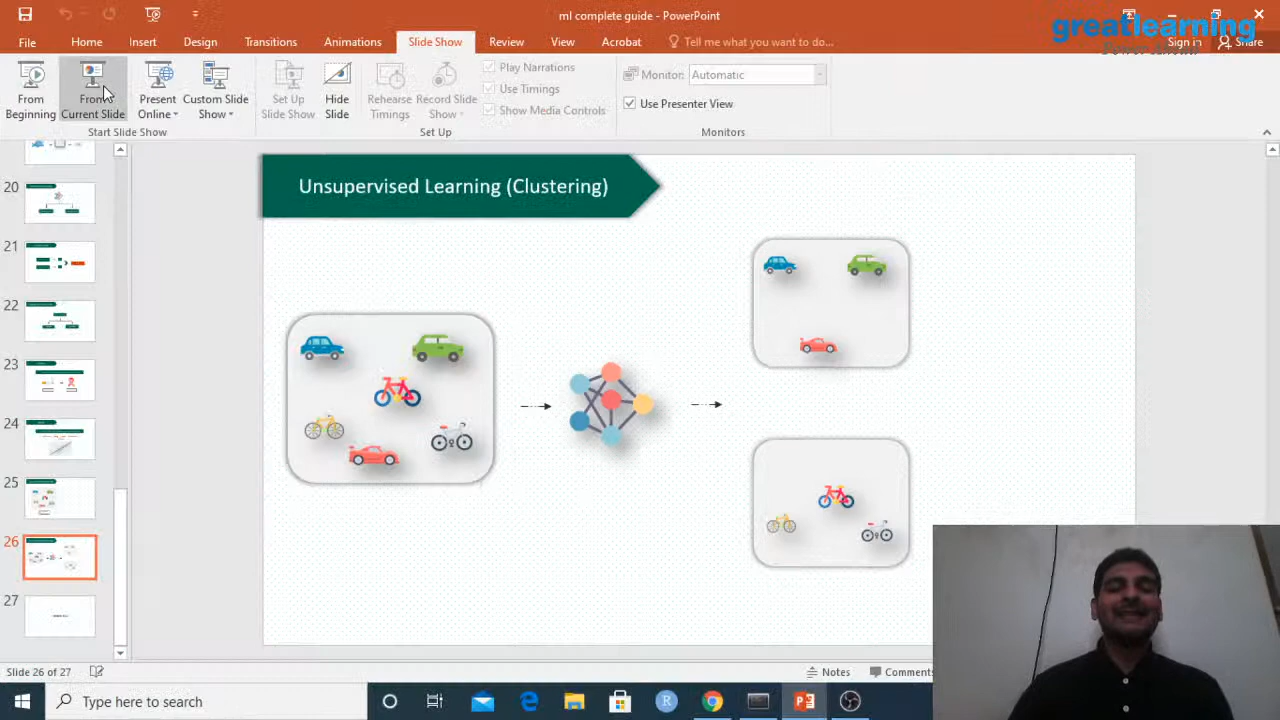 ml complete guide - PowerPoint
greatlearning
Power Ahead
File
Home
Insert
Design
Transitions
Animations
Slide Show
Review
View
Acrobat
Tell me what you want to do...
Sign in
Share
From Beginning
From Current Slide
Present Online
Custom Slide Show
Set Up Slide Show
Hide Slide
Rehearse Timings
Record Slide Show
Play Narrations
Use Timings
Show Media Controls
Monitor:
Automatic
Use Presenter View
Start Slide Show
Set Up
Monitors
20
21
22
23
24
25
26
27
Unsupervised Learning (Clustering)
Slide 26 of 27
Notes
Comments
Type here to search
R